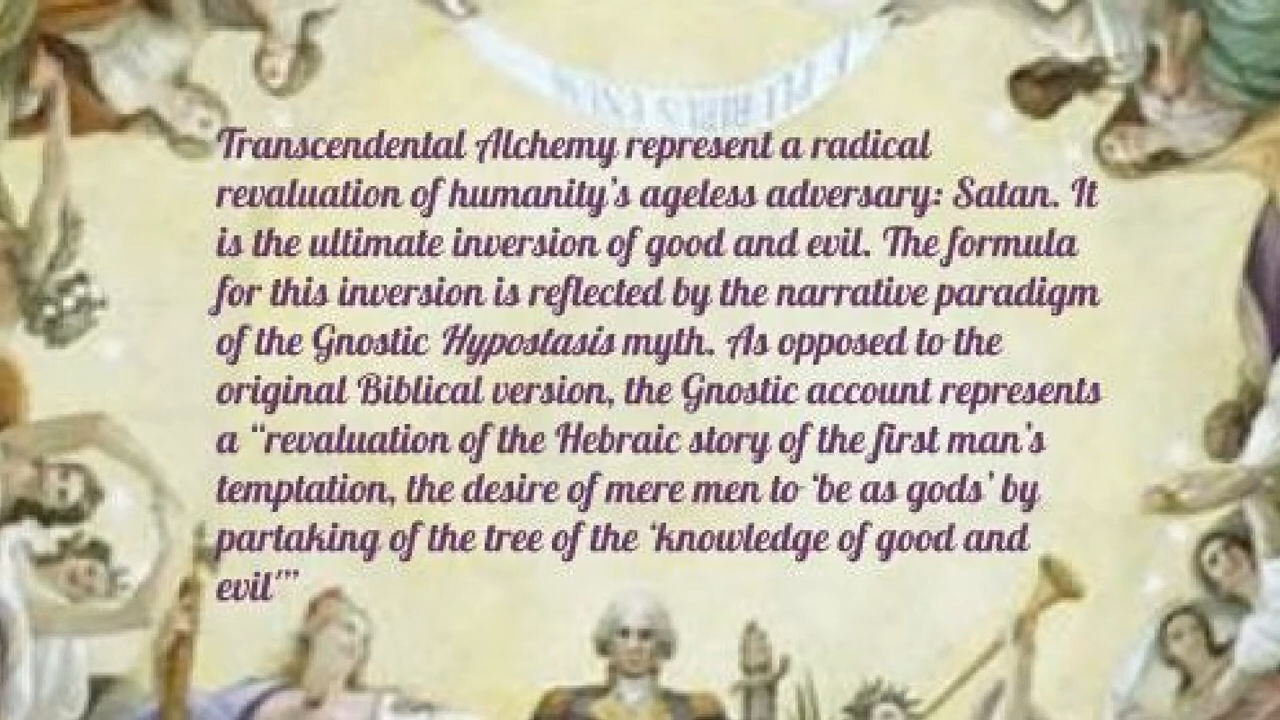 Transcendental Alchemy represent a radical
revaluation of humanity’s ageless adversary: Satan. It
is the ultimate inversion of good and evil. The formula
for this inversion is reflected by the narrative paradigm
of the Gnostic Hypostasis myth. As opposed to the
original Biblical version, the Gnostic account represents
a “revaluation of the Hebraic story of the first man’s
temptation, the desire of mere men to ‘be as gods’ by
partaking of the tree of the ‘knowledge of good and
evil’”